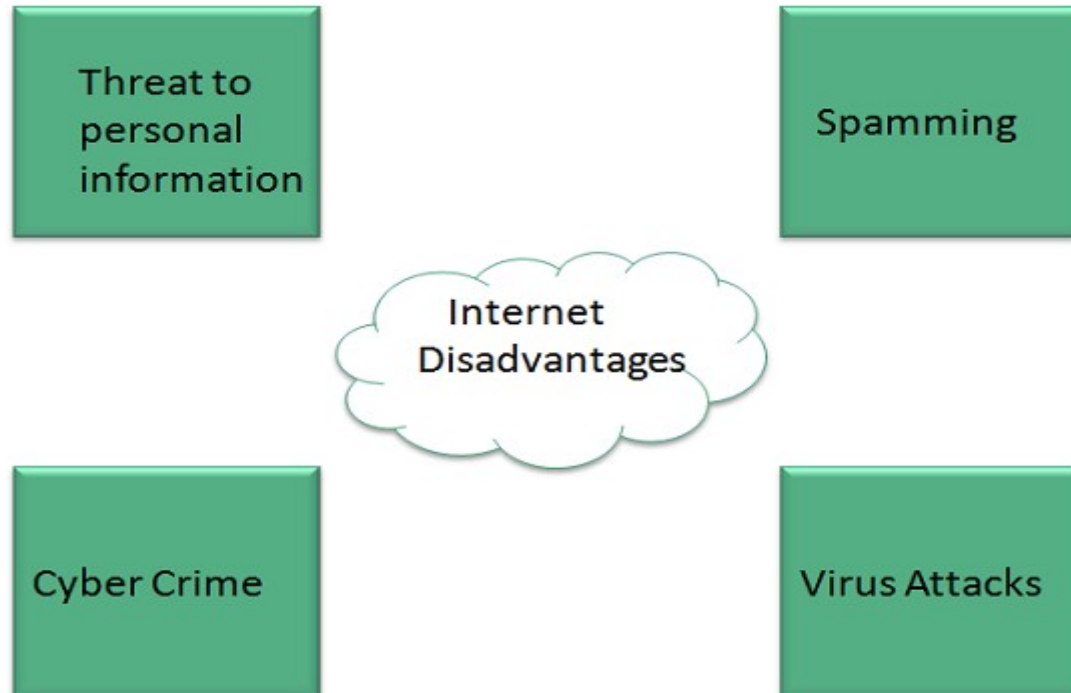 Threat to
personal
information
Spamming
Internet
Disadvantages
Cyber Crime
Virus Attacks